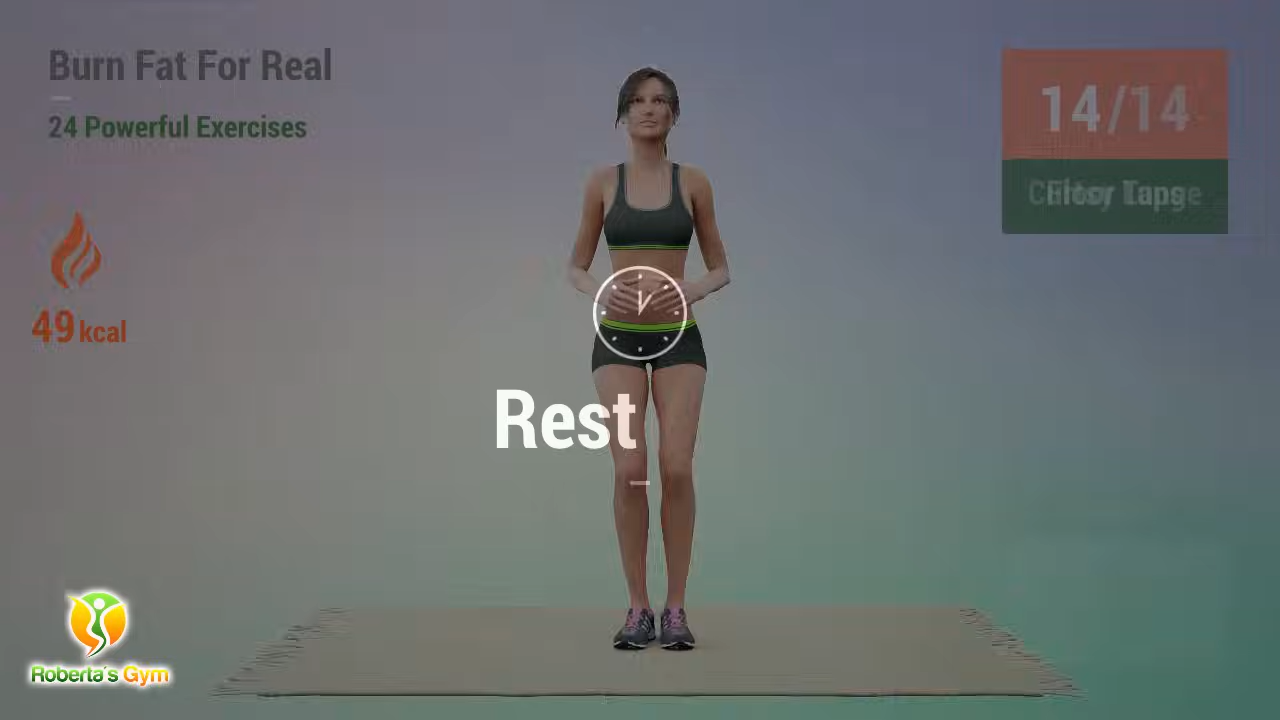 Burn Fat For Real
24 Powerful Exercises
14/14
49 kcal
Rest
Roberta's Gym